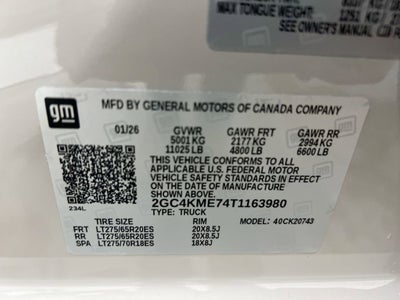 MAX TONGUE WEIGHT:
SEE OWNER'S MANUAL
gm
MFD BY GENERAL MOTORS OF CANADA COMPANY
01/26 GVWR GAWR FRT GAWR RR
5001 KG 2177 KG 2994 KG
11025 LB 4800 LB 6600 LB
THIS VEHICLE CONFORMS TO ALL
APPLICABLE U.S. FEDERAL MOTOR
VEHICLE SAFETY STANDARDS IN EFFECT
ON THE DATE OF MANUFACTURE
SHOWN ABOVE.
2GC4KME74T1163980
234L TYPE: TRUCK MODEL: 40CK20743
TIRE SIZE RIM
FRT LT275/65R20ES 20X8.5J
RR LT275/65R20ES 20X8.5J
SPA LT275/70R18ES 18X8J